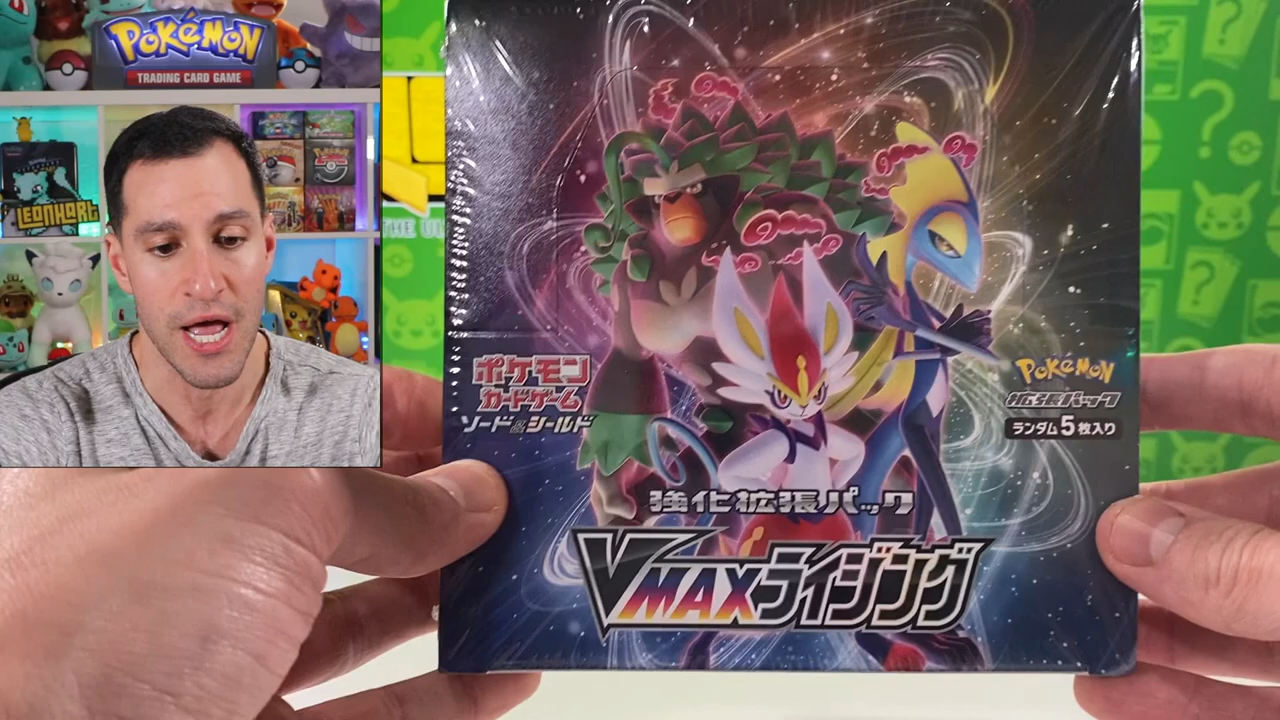 POKéMON
TRADING CARD GAME
LEONHART
THE UL
ポケモン
カードゲーム
ソード&シールド
POKéMON
拡張パック
ランダム5枚入り
強化拡張パック
VMAXライジング